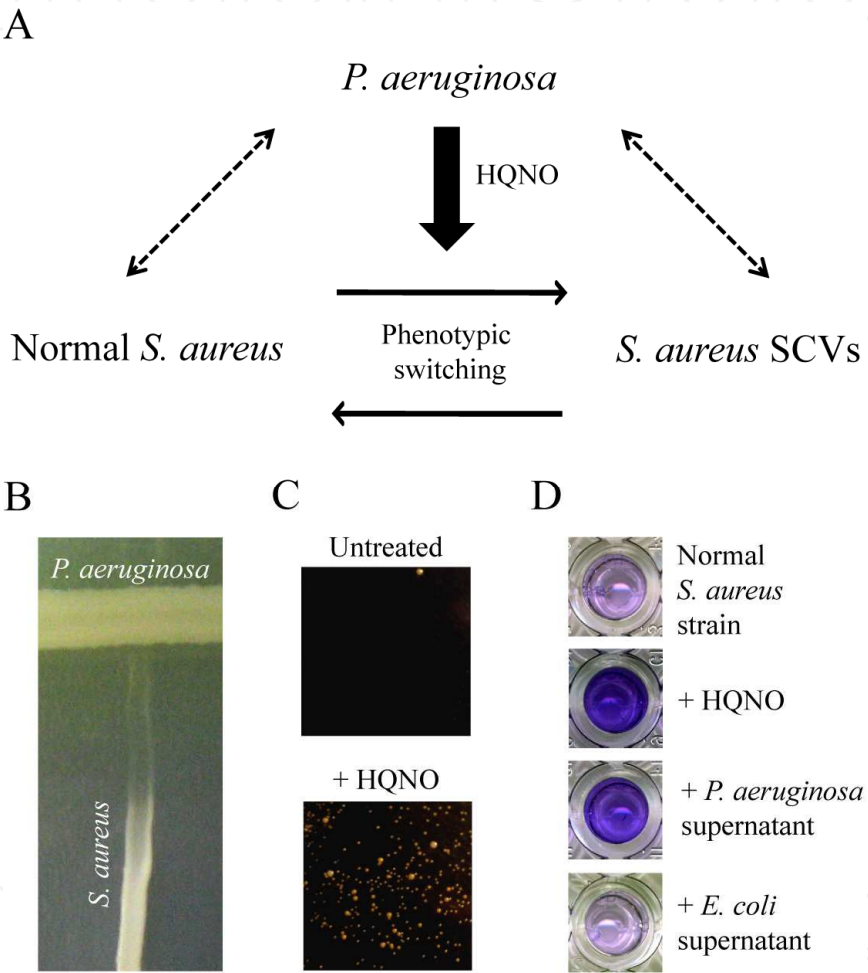 A
P. aeruginosa
HQNO
Normal S. aureus
Phenotypic
switching
S. aureus SCVs
B
P. aeruginosa
S. aureus
C
Untreated
+ HQNO
D
Normal
S. aureus
strain
+ HQNO
+ P. aeruginosa
supernatant
+ E. coli
supernatant